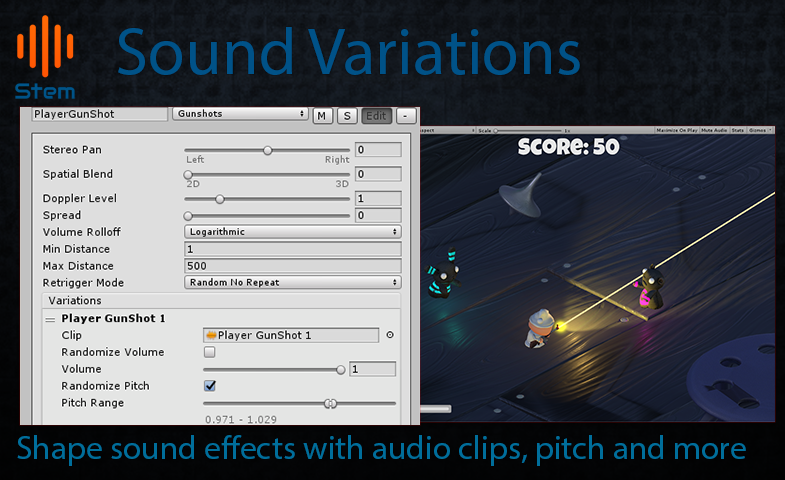 Sound Variations
Stem
PlayerGunShot Gunshots M S Edit -
Stereo Pan 0
Left Right
Spatial Blend 0
2D 3D
Doppler Level 1
Spread 0
Volume Rolloff Logarithmic
Min Distance 1
Max Distance 500
Retrigger Mode Random No Repeat
Variations
Player GunShot 1
Clip Player GunShot 1
Randomize Volume
Volume 1
Randomize Pitch
Pitch Range
0.971 - 1.029
Scale 1x Maximize On Play Mute Audio Stats Gizmos
SCORE: 50
Shape sound effects with audio clips, pitch and more